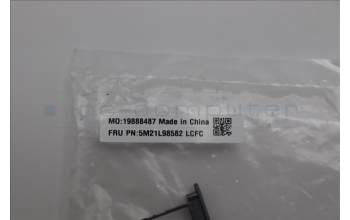 MO:19888487 Made in China
FRU PN:5M21L98582 LCFC